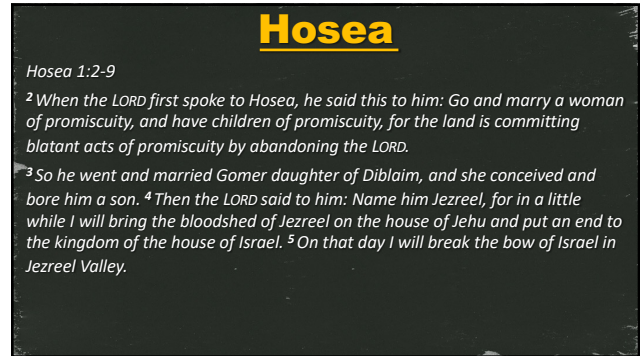 Hosea
Hosea 1:2-9
2 When the LORD first spoke to Hosea, he said this to him: Go and marry a woman
of promiscuity, and have children of promiscuity, for the land is committing
blatant acts of promiscuity by abandoning the LORD.
3 So he went and married Gomer daughter of Diblaim, and she conceived and
bore him a son. 4 Then the LORD said to him: Name him Jezreel, for in a little
while I will bring the bloodshed of Jezreel on the house of Jehu and put an end to
the kingdom of the house of Israel. 5 On that day I will break the bow of Israel in
Jezreel Valley.